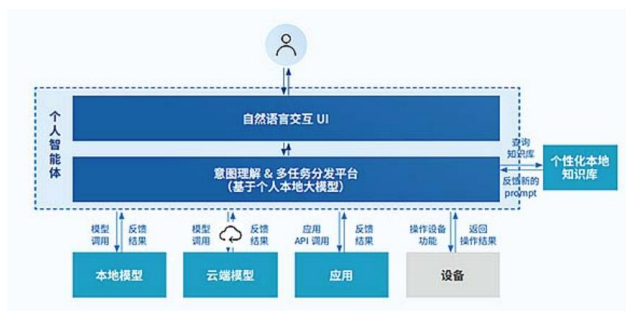 个人智能体
自然语言交互 UI
意图理解 & 多任务分发平台
（基于个人本地大模型）
查询
知识库
反馈新的
prompt
个性化本地
知识库
模型
调用
反馈
结果
模型
调用
反馈
结果
应用
API 调用
反馈
结果
操作设备
功能
返回
操作结果
本地模型
云端模型
应用
设备